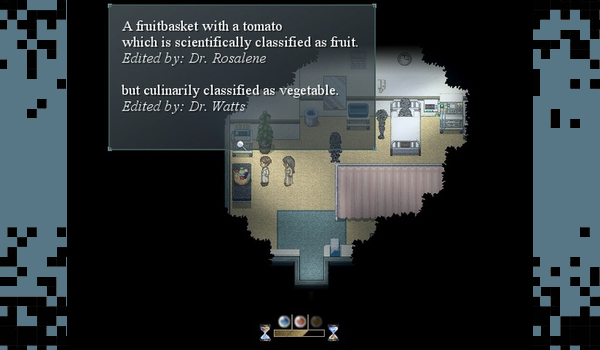 A fruitbasket with a tomato
which is scientifically classified as fruit.
Edited by: Dr. Rosalene
but culinarily classified as vegetable.
Edited by: Dr. Watts